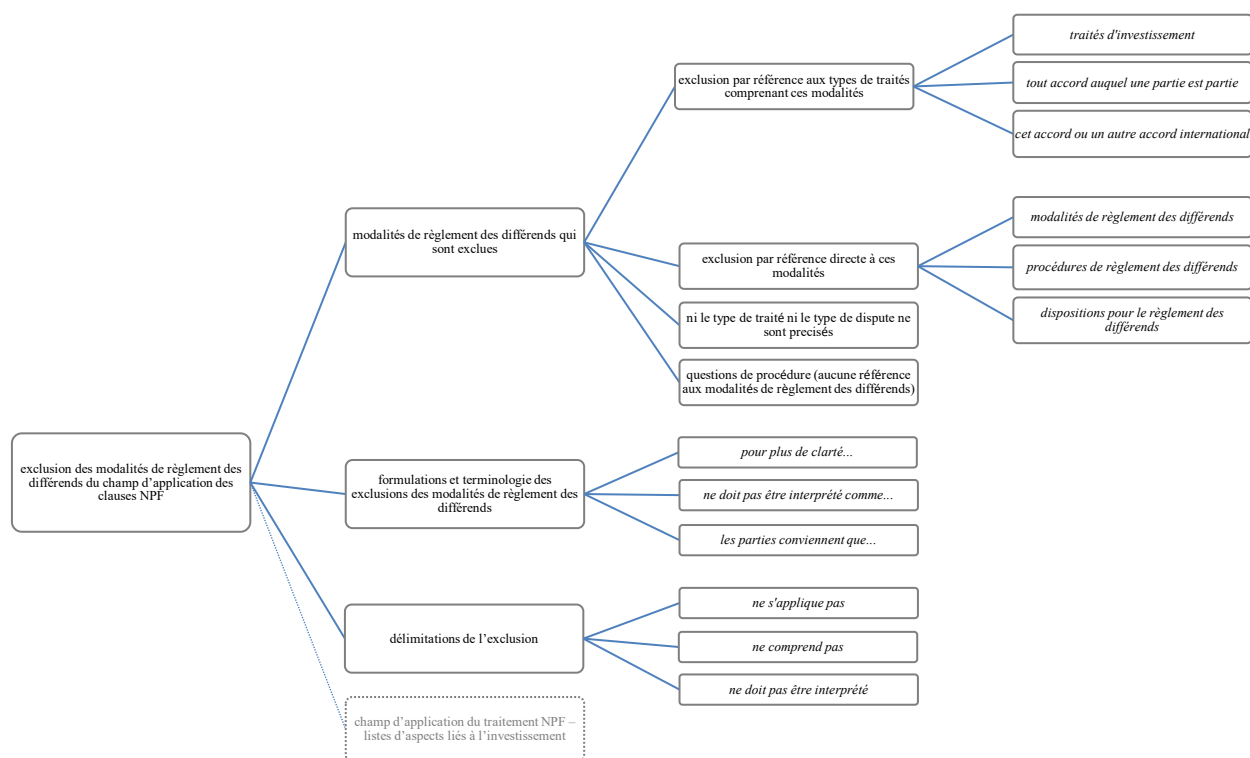 exclusion des modalités de règlement des
différends du champ d’application des
clauses NPF
modalités de règlement des différends qui
sont exclues
exclusion par référence aux types de traités
comprenant ces modalités
traités d'investissement
tout accord auquel une partie est partie
cet accord ou un autre accord international
exclusion par référence directe à ces
modalités
modalités de règlement des différends
procédures de règlement des différends
dispositions pour le règlement des
différends
ni le type de traité ni le type de dispute ne
sont precisés
questions de procédure (aucune référence
aux modalités de règlement des différends)
formulations et terminologie des
exclusions des modalités de règlement des
différends
pour plus de clarté...
ne doit pas être interprété comme...
les parties conviennent que...
délimitations de l’exclusion
ne s'applique pas
ne comprend pas
ne doit pas être interprété
champ d’application du traitement NPF –
listes d’aspects liés à l’investissement